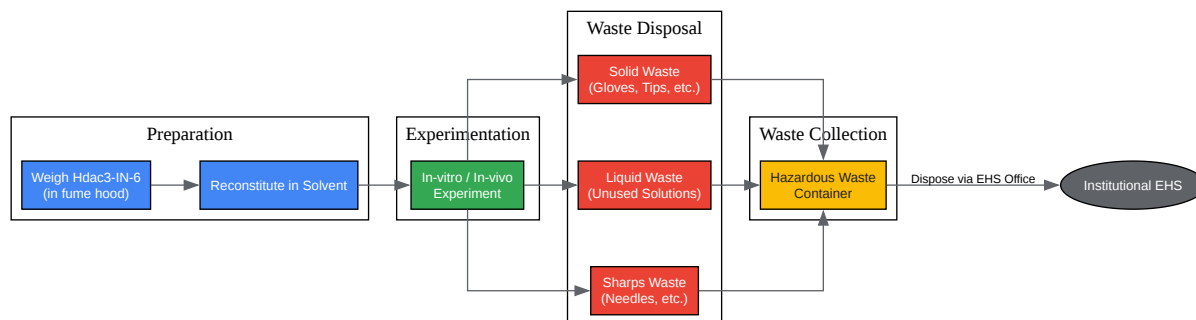 Preparation
Weigh Hdac3-IN-6
(in fume hood)
Reconstitute in Solvent
Experimentation
In-vitro / In-vivo
Experiment
Waste Disposal
Solid Waste
(Gloves, Tips, etc.)
Liquid Waste
(Unused Solutions)
Sharps Waste
(Needles, etc.)
Waste Collection
Hazardous Waste
Container
Dispose via EHS Office
Institutional EHS